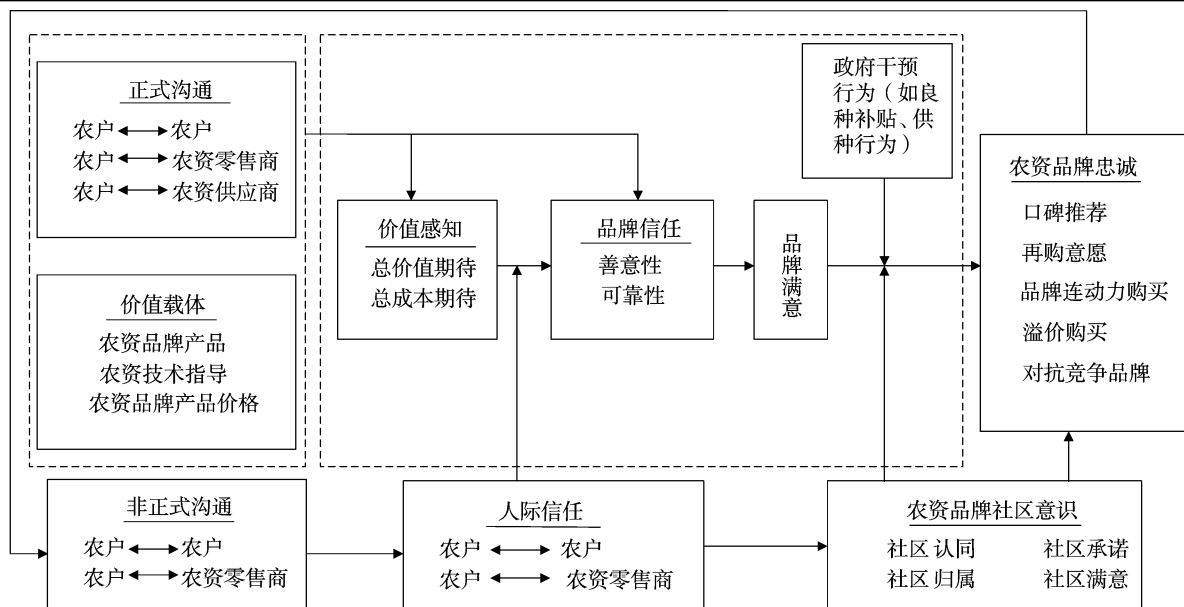 正式沟通
农户 农户
农户 农资零售商
农户 农资供应商
价值载体
农资品牌产品
农资技术指导
农资品牌产品价格
价值感知
总价值期待
总成本期待
品牌信任
善意性
可靠性
品牌满意
政府干预
行为（如良
种补贴、供
种行为）
农资品牌忠诚
口碑推荐
再购意愿
品牌连动力购买
溢价购买
对抗竞争品牌
非正式沟通
农户 农户
农户 农资零售商
人际信任
农户 农户
农户 农资零售商
农资品牌社区意识
社区认同 社区承诺
社区归属 社区满意